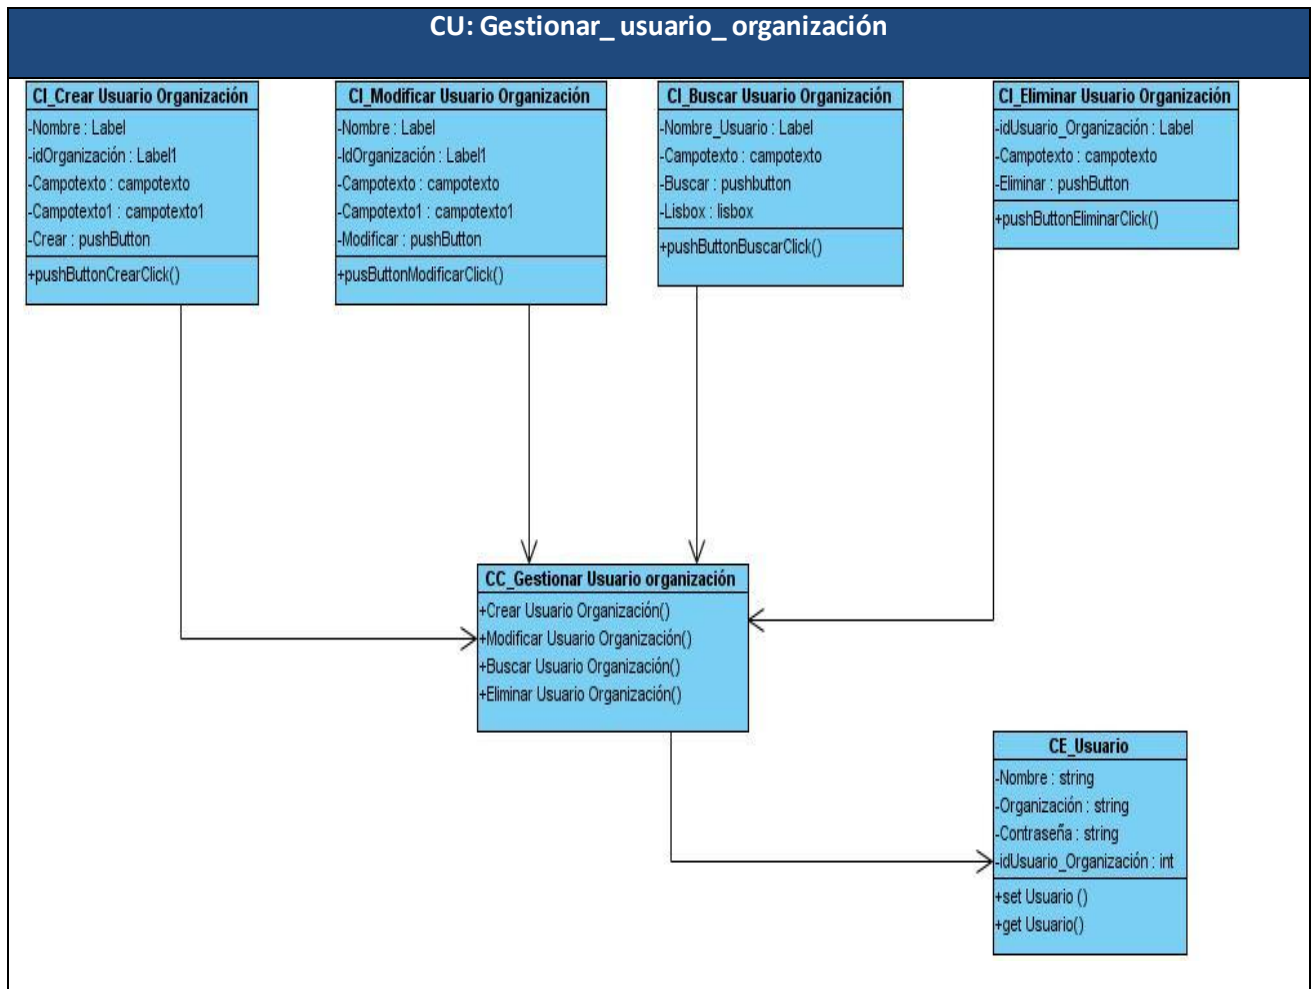 CU: Gestionar_ usuario_ organización
CI_Crear Usuario Organización
-Nombre : Label
-idOrganización : Label1
-Campotexto : campotexto
-Campotexto1 : campotexto1
-Crear : pushButton
+pushButtonCrearClick()
CI_Modificar Usuario Organización
-Nombre : Label
-IdOrganización : Label1
-Campotexto : campotexto
-Campotexto1 : campotexto1
-Modificar : pushButton
+pusButtonModificarClick()
CI_Buscar Usuario Organización
-Nombre_Usuario : Label
-Campotexto : campotexto
-Buscar : pushbutton
-Lisbox : lisbox
+pushButtonBuscarClick()
CI_Eliminar Usuario Organización
-idUsuario_Organización : Label
-Campotexto : campotexto
-Eliminar : pushButton
+pushButtonEliminarClick()
CC_Gestionar Usuario organización
+Crear Usuario Organización()
+Modificar Usuario Organización()
+Buscar Usuario Organización()
+Eliminar Usuario Organización()
CE_Usuario
-Nombre : string
-Organización : string
-Contraseña : string
-idUsuario_Organización : int
+set Usuario ()
+get Usuario()